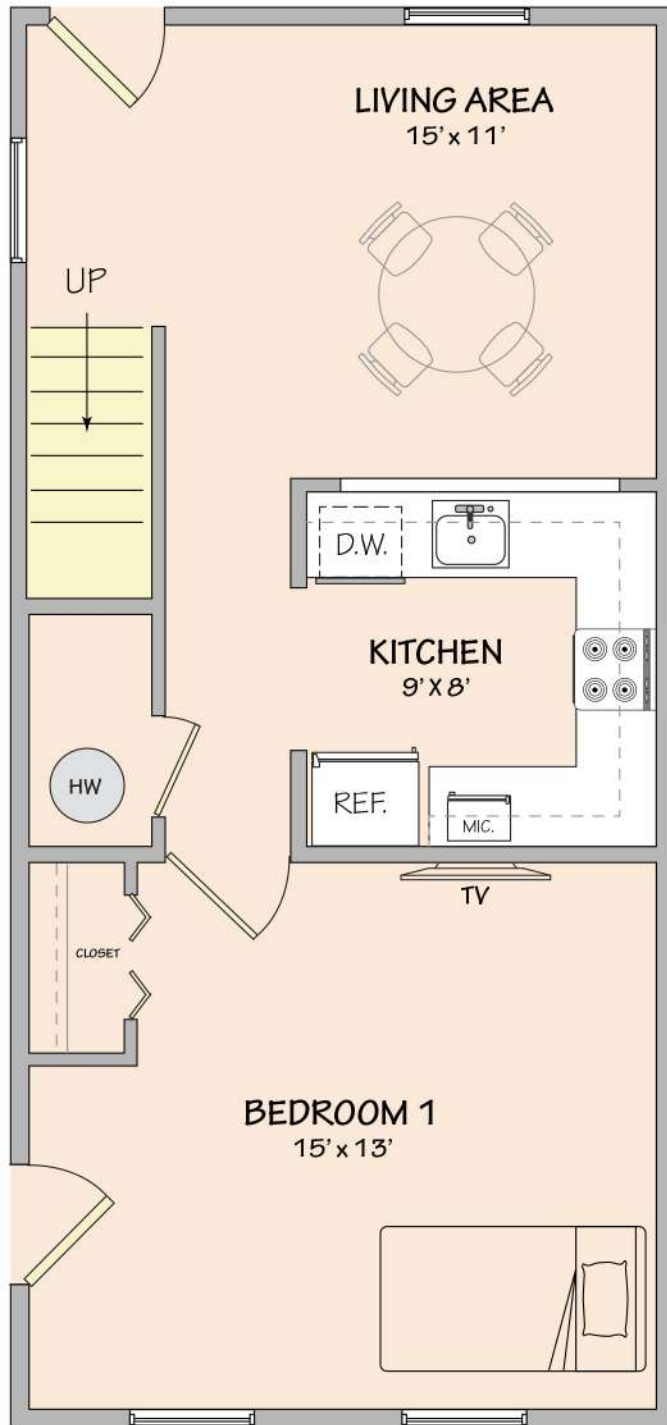 LIVING AREA
15' x 11'
UP
D.W.
KITCHEN
9' X 8'
HW
REF.
MIC.
TV
CLOSET
BEDROOM 1
15' x 13'